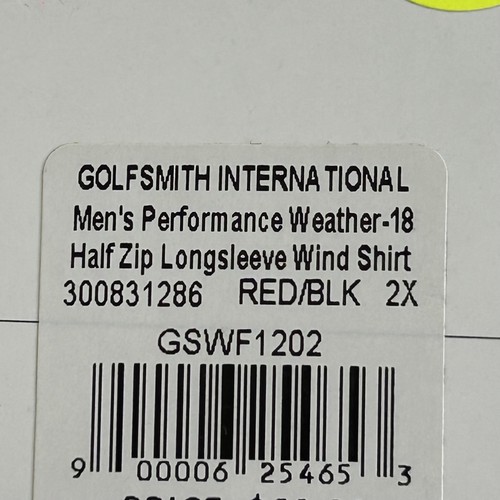 GOLFSMITH INTERNATIONAL
Men's Performance Weather-18
Half Zip Longsleeve Wind Shirt
300831286 RED/BLK 2X
GSWF1202
9 00006 25465 3